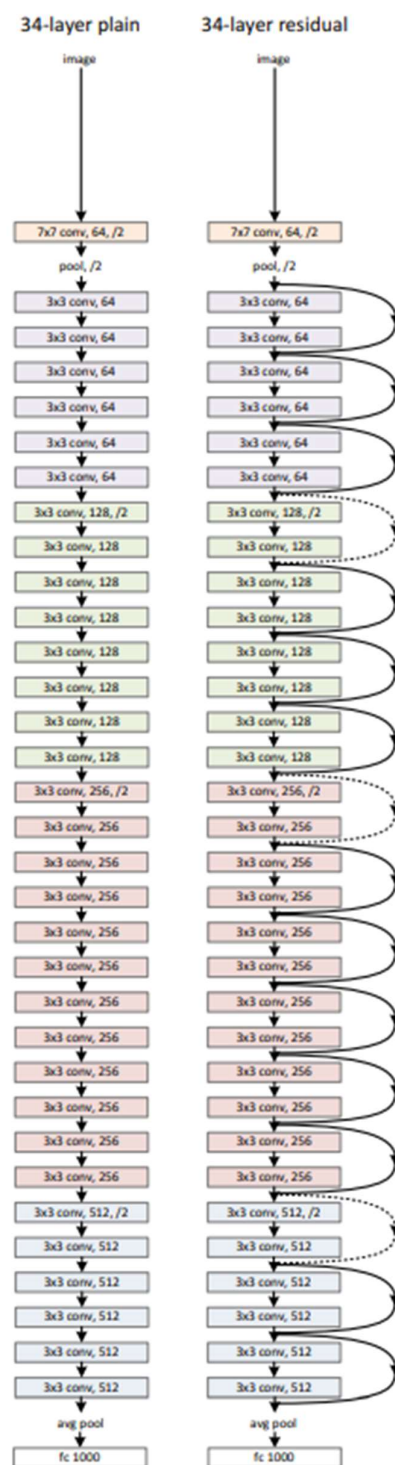 34-layer plain
image
7x7 conv, 64, /2
pool, /2
3x3 conv, 64
3x3 conv, 64
3x3 conv, 64
3x3 conv, 64
3x3 conv, 64
3x3 conv, 64
3x3 conv, 128, /2
3x3 conv, 128
3x3 conv, 128
3x3 conv, 128
3x3 conv, 128
3x3 conv, 128
3x3 conv, 128
3x3 conv, 128
3x3 conv, 256, /2
3x3 conv, 256
3x3 conv, 256
3x3 conv, 256
3x3 conv, 256
3x3 conv, 256
3x3 conv, 256
3x3 conv, 256
3x3 conv, 256
3x3 conv, 256
3x3 conv, 256
3x3 conv, 256
3x3 conv, 512, /2
3x3 conv, 512
3x3 conv, 512
3x3 conv, 512
3x3 conv, 512
3x3 conv, 512
avg pool
fc 1000
34-layer residual
image
7x7 conv, 64, /2
pool, /2
3x3 conv, 64
3x3 conv, 64
3x3 conv, 64
3x3 conv, 64
3x3 conv, 64
3x3 conv, 64
3x3 conv, 128, /2
3x3 conv, 128
3x3 conv, 128
3x3 conv, 128
3x3 conv, 128
3x3 conv, 128
3x3 conv, 128
3x3 conv, 128
3x3 conv, 256, /2
3x3 conv, 256
3x3 conv, 256
3x3 conv, 256
3x3 conv, 256
3x3 conv, 256
3x3 conv, 256
3x3 conv, 256
3x3 conv, 256
3x3 conv, 256
3x3 conv, 256
3x3 conv, 256
3x3 conv, 512, /2
3x3 conv, 512
3x3 conv, 512
3x3 conv, 512
3x3 conv, 512
3x3 conv, 512
avg pool
fc 1000